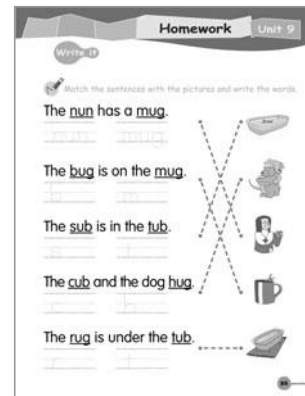 Homework Unit 9
Write it
Match the sentences with the pictures and write the words.
The nun has a mug.
nun mug
The bug is on the mug.
b m
The sub is in the tub.
s t
The cub and the dog hug.
c h
The rug is under the tub.
r t